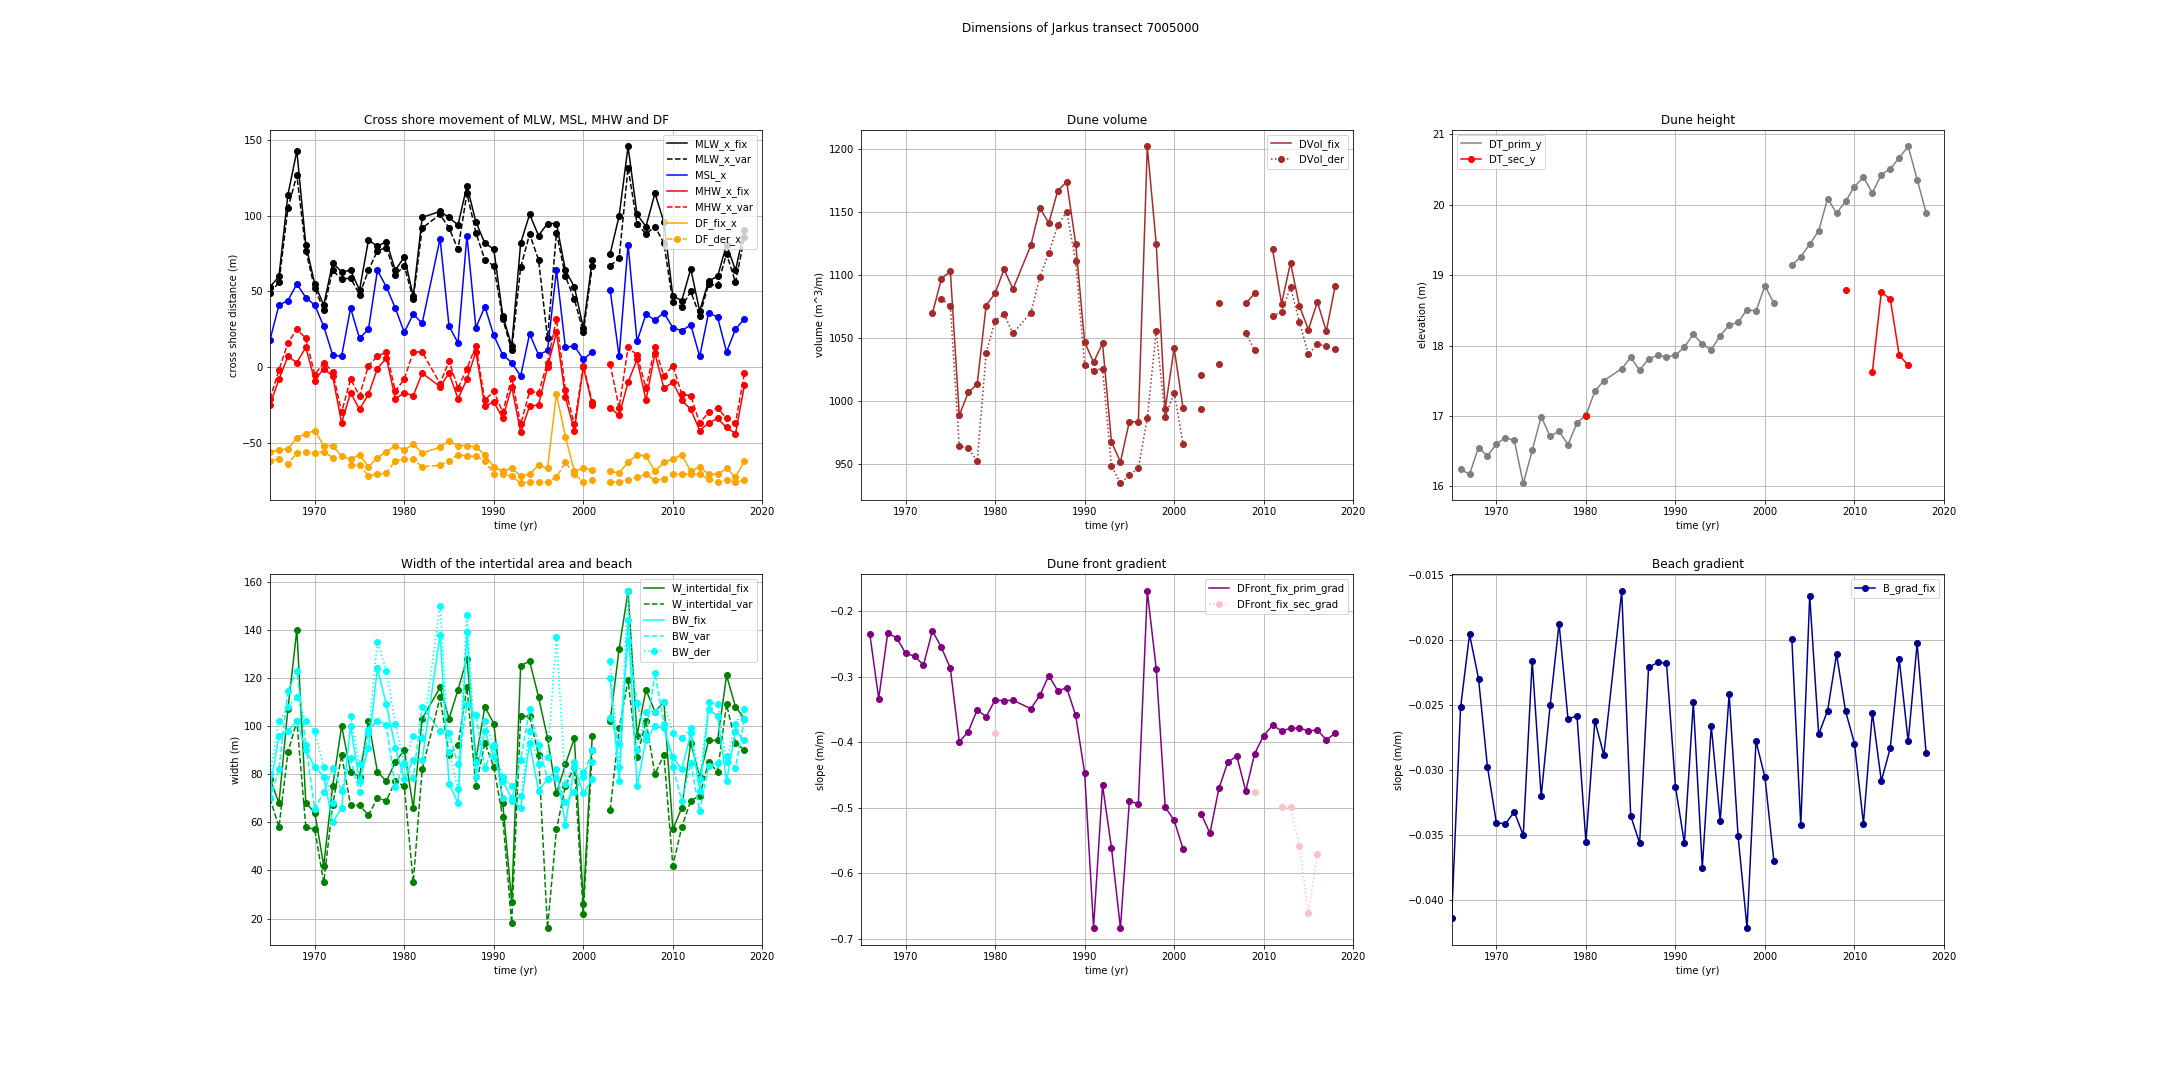 Dimensions of Jarkus transect 7005000
Cross shore movement of MLW, MSL, MHW and DF
150
100
50
0
−50
cross shore distance (m)
1970 1980 1990 2000 2010 2020
time (yr)
MLW_x_fix
MLW_x_var
MSL_x
MHW_x_fix
MHW_x_var
DF_fix_x
DF_der_x
Dune volume
1200
1150
1100
1050
1000
950
volume (m^3/m)
1970 1980 1990 2000 2010 2020
time (yr)
DVol_fix
DVol_der
Dune height
21
20
19
18
17
16
elevation (m)
1970 1980 1990 2000 2010 2020
time (yr)
DT_prim_y
DT_sec_y
Width of the intertidal area and beach
160
140
120
100
80
60
40
20
width (m)
1970 1980 1990 2000 2010 2020
time (yr)
W_intertidal_fix
W_intertidal_var
BW_fix
BW_var
BW_der
Dune front gradient
−0.2
−0.3
−0.4
−0.5
−0.6
−0.7
slope (m/m)
1970 1980 1990 2000 2010 2020
time (yr)
DFront_fix_prim_grad
DFront_fix_sec_grad
Beach gradient
−0.015
−0.020
−0.025
−0.030
−0.035
−0.040
slope (m/m)
1970 1980 1990 2000 2010 2020
time (yr)
B_grad_fix